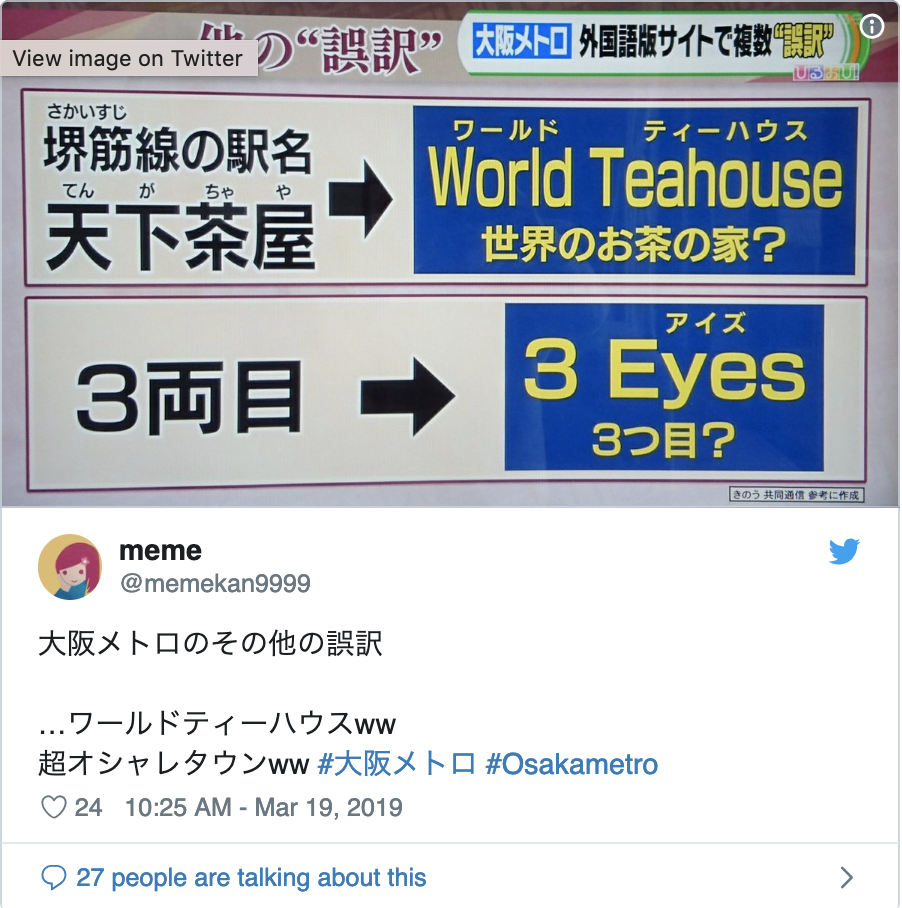 他の“誤訳”
大阪メトロ 外国語版サイトで複数“誤訳”
ひるおび!
View image on Twitter
さかいすじ
堺筋線の駅名
てん が ちゃ や
天下茶屋
ワールド ティーハウス
World Teahouse
世界のお茶の家?
3両目
アイズ
3 Eyes
3つ目?
きのう 共同通信 参考に作成
meme
@memekan9999
大阪メトロのその他の誤訳
…ワールドティーハウスww
超オシャレタウンww #大阪メトロ #Osakametro
24 10:25 AM - Mar 19, 2019
27 people are talking about this